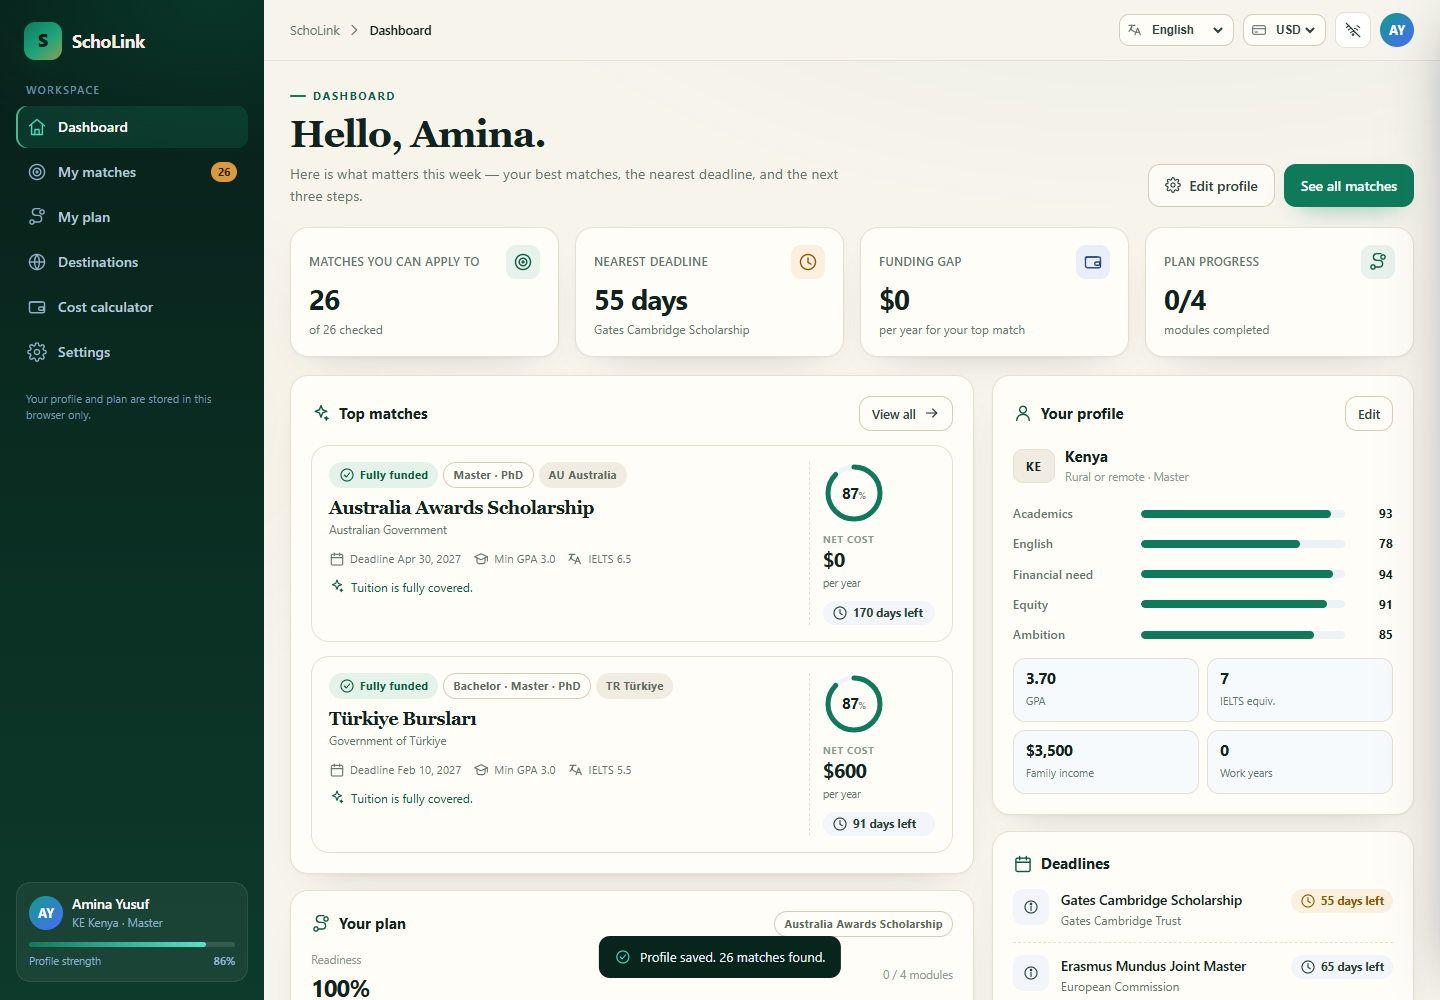 S
SchoLink
WORKSPACE
Dashboard
My matches
26
My plan
Destinations
Cost calculator
Settings
Your profile and plan are stored in this
browser only.
AY
Amina Yusuf
KE Kenya · Master
Profile strength
86%
SchoLink
Dashboard
English
USD
AY
DASHBOARD
Hello, Amina.
Here is what matters this week — your best matches, the nearest deadline, and the next
three steps.
Edit profile
See all matches
MATCHES YOU CAN APPLY TO
26
of 26 checked
NEAREST DEADLINE
55 days
Gates Cambridge Scholarship
FUNDING GAP
$0
per year for your top match
PLAN PROGRESS
0/4
modules completed
Top matches
View all
Fully funded
Master · PhD
AU Australia
Australia Awards Scholarship
Australian Government
Deadline Apr 30, 2027
Min GPA 3.0
IELTS 6.5
Tuition is fully covered.
87%
NET COST
$0
per year
170 days left
Fully funded
Bachelor · Master · PhD
TR Türkiye
Türkiye Bursları
Government of Türkiye
Deadline Feb 10, 2027
Min GPA 3.0
IELTS 5.5
Tuition is fully covered.
87%
NET COST
$600
per year
91 days left
Your plan
Australia Awards Scholarship
Readiness
100%
0 / 4 modules
Profile saved. 26 matches found.
Your profile
Edit
KE
Kenya
Rural or remote · Master
Academics
93
English
78
Financial need
94
Equity
91
Ambition
85
3.70
GPA
7
IELTS equiv.
$3,500
Family income
0
Work years
Deadlines
Gates Cambridge Scholarship
Gates Cambridge Trust
55 days left
Erasmus Mundus Joint Master
European Commission
65 days left